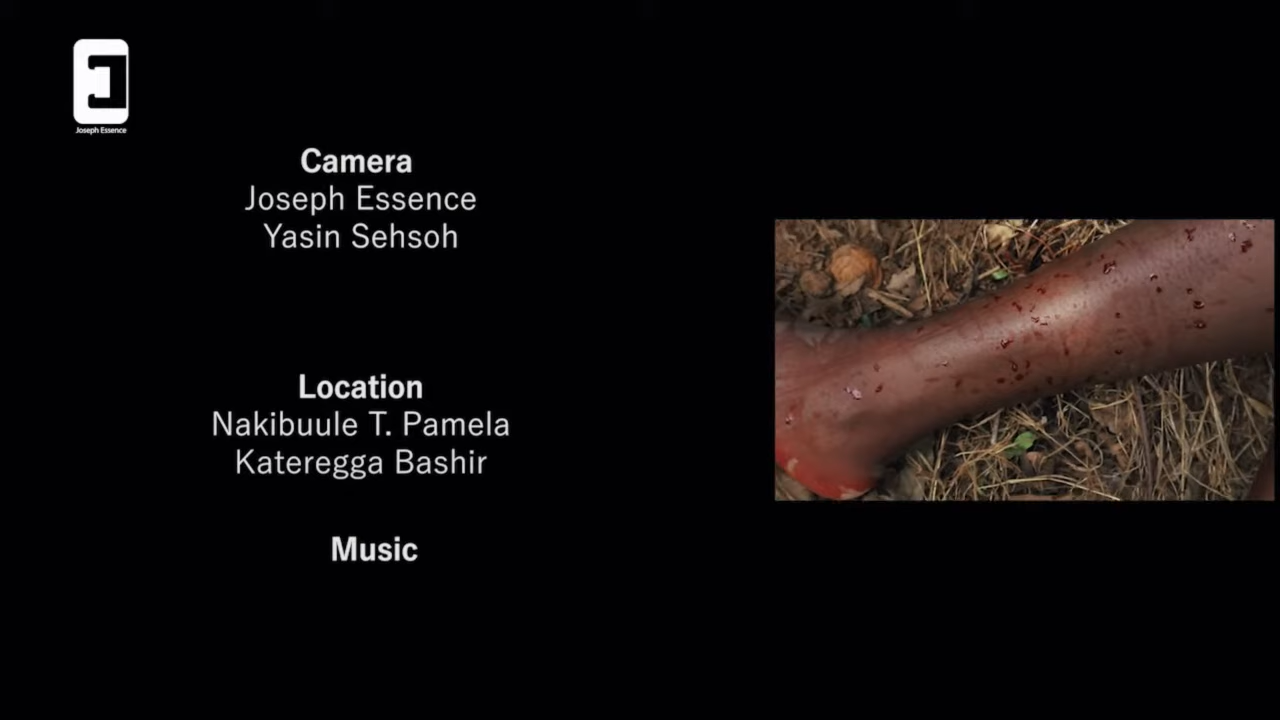 Joseph Essence
Camera
Joseph Essence
Yasin Sehsoh
Location
Nakibuule T. Pamela
Kateregga Bashir
Music